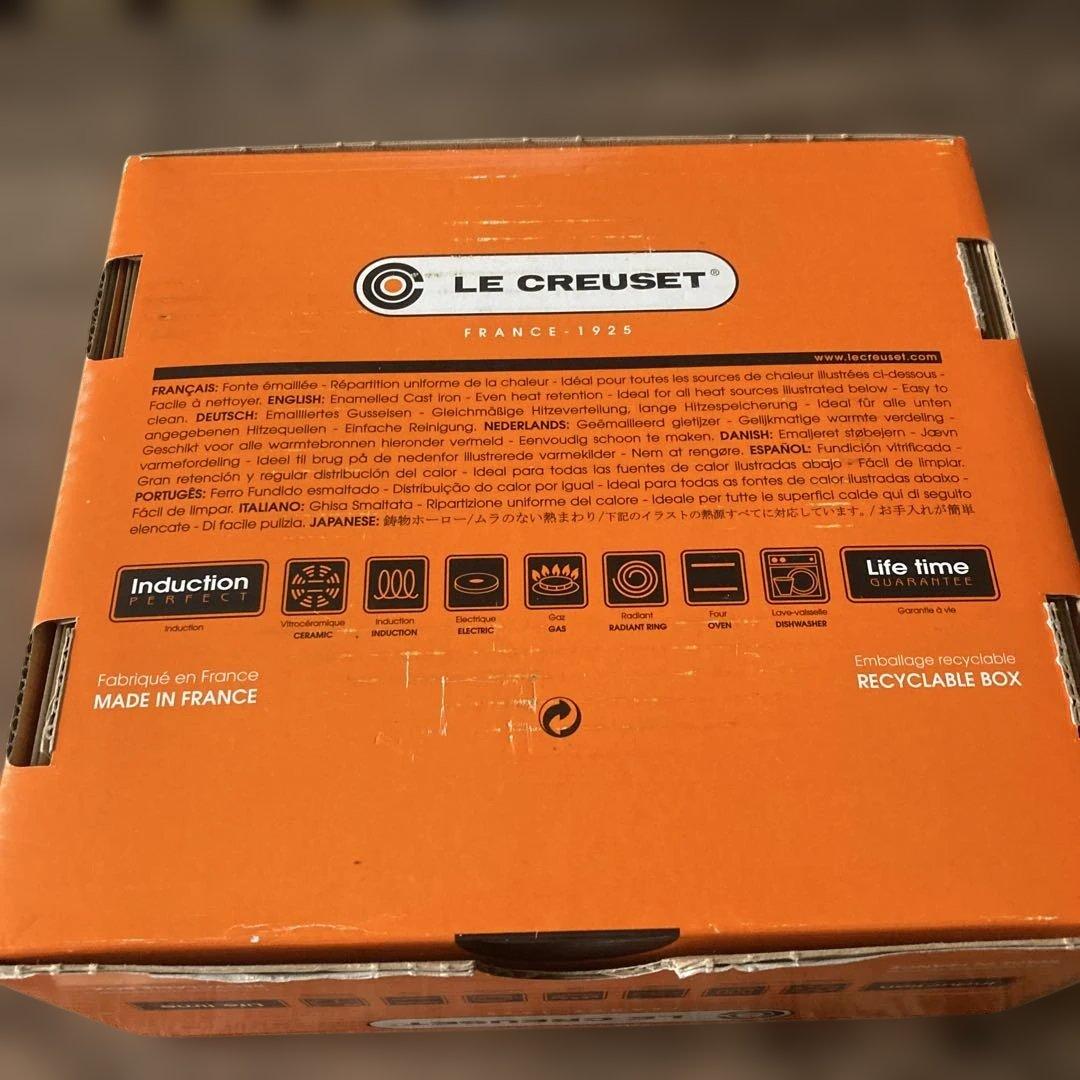 LE CREUSET®
FRANCE-1925
www.lecreuset.com
FRANÇAIS: Fonte émaillée - Répartition uniforme de la chaleur - Idéal pour toutes les sources de chaleur illustrées ci-dessous -
Facile à nettoyer. ENGLISH: Enamelled Cast iron - Even heat retention - Ideal for all heat sources illustrated below - Easy to
clean. DEUTSCH: Emailliertes Gusseisen - Gleichmäßige Hitzeverteilung, lange Hitzespeicherung - Ideal für alle unten
angegebenen Hitzequellen - Einfache Reinigung. NEDERLANDS: Geëmailleerd gietijzer - Gelijkmatige warmte verdeling -
Geschikt voor alle warmtebronnen hieronder vermeld - Eenvoudig schoon te maken. DANISH: Emaljeret støbejern - Jævn
varmefordeling - Ideel til brug på de nedenfor illustrerede varmekilder - Nem at rengøre. ESPAÑOL: Fundición vitrificada -
Gran retención y regular distribución del calor - Ideal para todas las fuentes de calor ilustradas abajo - Fácil de limpiar.
PORTUGÊS: Ferro Fundido esmaltado - Distribuição do calor por igual - Ideal para todas as fontes de calor ilustradas abaixo -
Fácil de limpar. ITALIANO: Ghisa Smaltata - Ripartizione uniforme del calore - Ideale per tutte le superfici calde qui di seguito
elencate - Di facile pulizia. JAPANESE: 鋳物ホーロー/ムラのない熱まわり/下記のイラストの熱源すべてに対応しています。/お手入れが簡単
Induction
PERFECT
Induction
Vitrocéramique
CERAMIC
Induction
INDUCTION
Electrique
ELECTRIC
Gaz
GAS
Radiant
RADIANT RING
Four
OVEN
Lave-vaisselle
DISHWASHER
Life time
GUARANTEE
Garantie à vie
Fabriqué en France
MADE IN FRANCE
Emballage recyclable
RECYCLABLE BOX
Life time
LE CREUSET